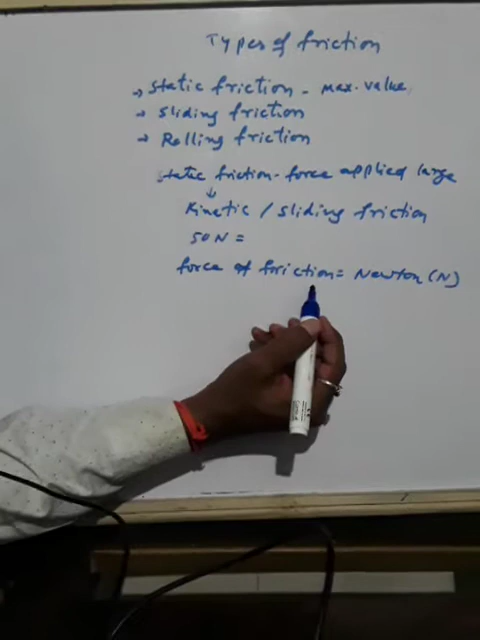 Types of friction
→ Static friction - max. value
→ Sliding friction
→ Rolling friction
Static friction - force applied large
↓
Kinetic / Sliding friction
50N =
force of friction = Newton (N)